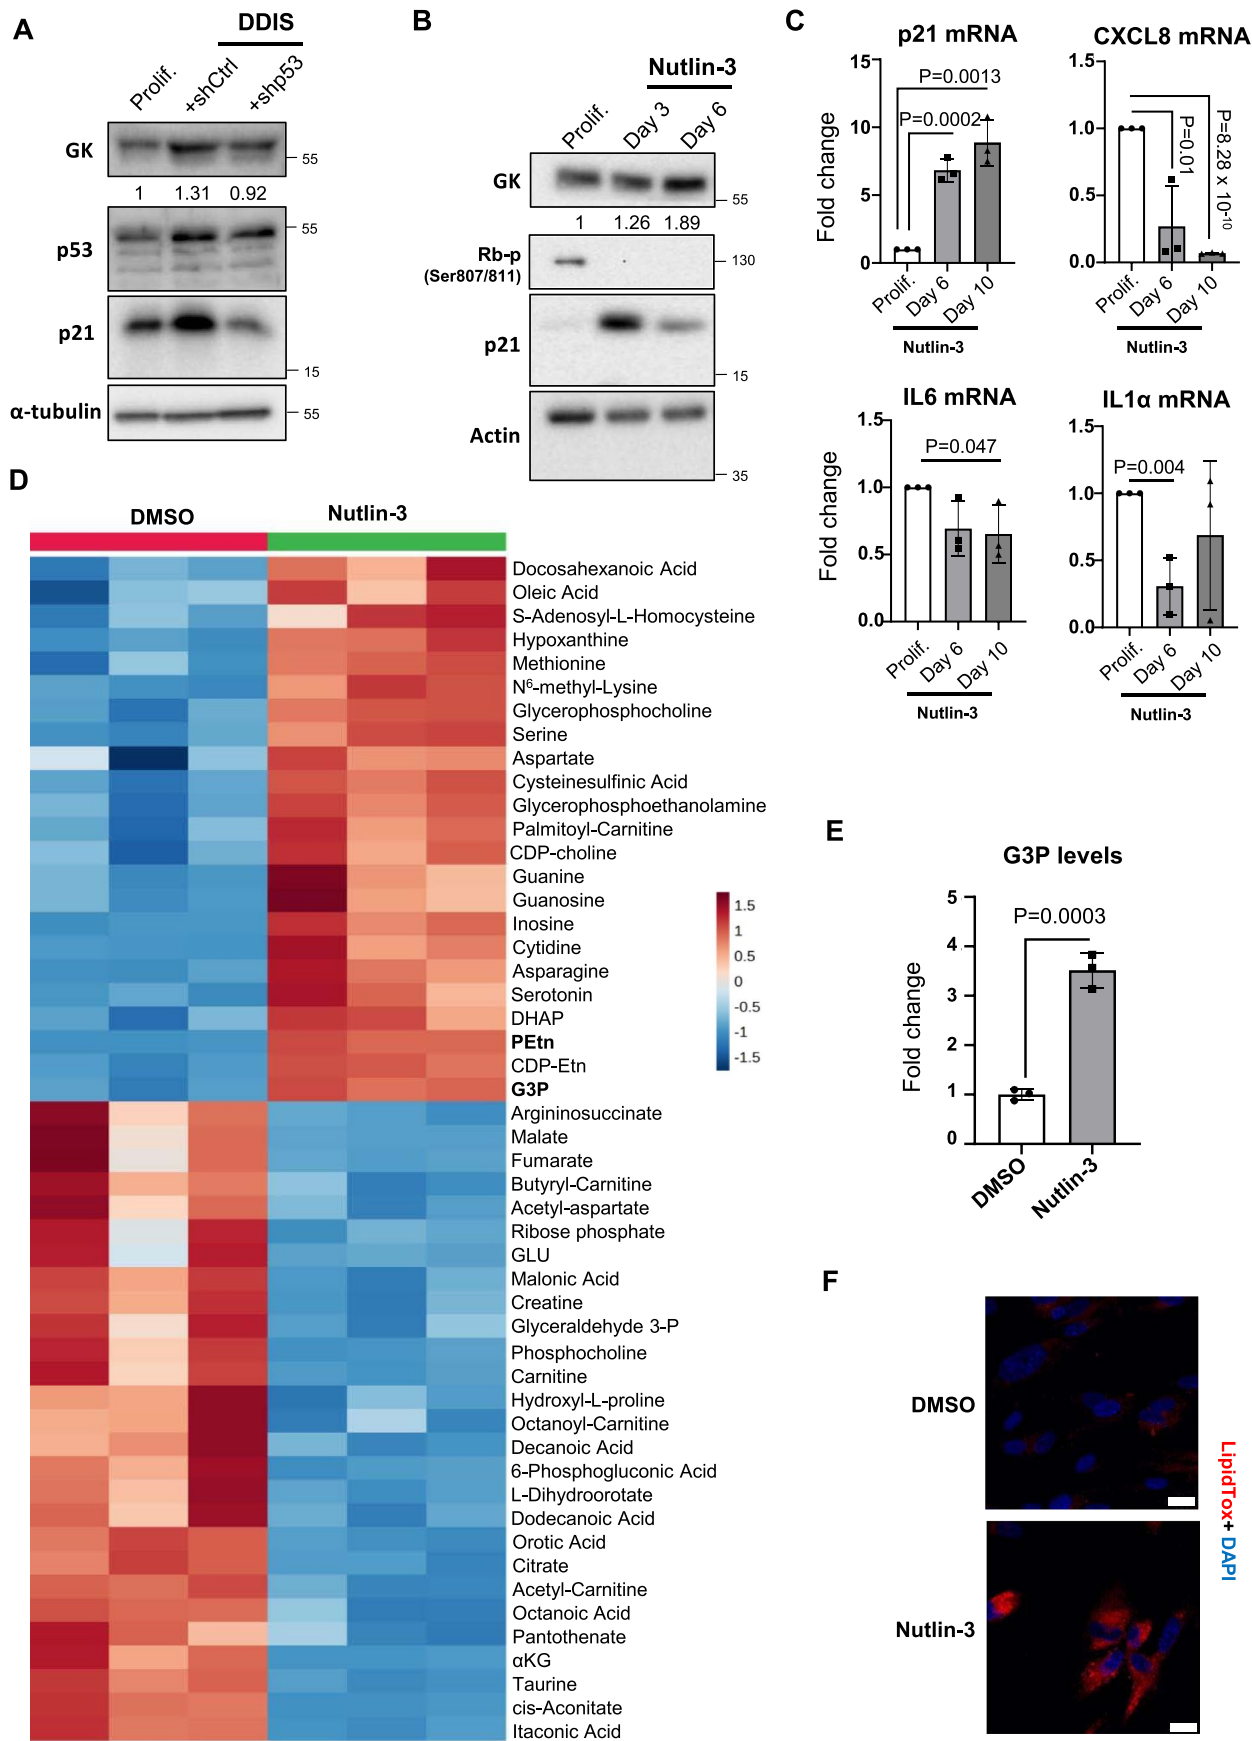 A
DDIS
Prolif.
+shCtrl
+shp53
GK
55
1 1.31 0.92
p53
55
p21
15
α-tubulin
55
B
Nutlin-3
Prolif.
Day 3
Day 6
GK
55
1 1.26 1.89
Rb-p
(Ser807/811)
130
p21
15
Actin
35
C
p21 mRNA
Fold change
15
10
5
0
P=0.0013
P=0.0002
Prolif.
Day 6
Day 10
Nutlin-3
CXCL8 mRNA
1.5
1.0
0.5
0.0
P=0.01
P=8.28 x 10⁻¹⁰
Prolif.
Day 6
Day 10
Nutlin-3
IL6 mRNA
Fold change
1.5
1.0
0.5
0.0
P=0.047
Prolif.
Day 6
Day 10
Nutlin-3
IL1α mRNA
1.5
1.0
0.5
0.0
P=0.004
Prolif.
Day 6
Day 10
Nutlin-3
D
DMSO Nutlin-3
Docosahexanoic Acid
Oleic Acid
S-Adenosyl-L-Homocysteine
Hypoxanthine
Methionine
N⁶-methyl-Lysine
Glycerophosphocholine
Serine
Aspartate
Cysteinesulfinic Acid
Glycerophosphoethanolamine
Palmitoyl-Carnitine
CDP-choline
Guanine
Guanosine
Inosine
Cytidine
Asparagine
Serotonin
DHAP
PEtn
CDP-Etn
G3P
Argininosuccinate
Malate
Fumarate
Butyryl-Carnitine
Acetyl-aspartate
Ribose phosphate
GLU
Malonic Acid
Creatine
Glyceraldehyde 3-P
Phosphocholine
Carnitine
Hydroxyl-L-proline
Octanoyl-Carnitine
Decanoic Acid
6-Phosphogluconic Acid
L-Dihydroorotate
Dodecanoic Acid
Orotic Acid
Citrate
Acetyl-Carnitine
Octanoic Acid
Pantothenate
αKG
Taurine
cis-Aconitate
Itaconic Acid
1.5
1
0.5
0
-0.5
-1
-1.5
E
G3P levels
Fold change
5
4
3
2
1
0
P=0.0003
DMSO
Nutlin-3
F
DMSO
Nutlin-3
LipidTox+ DAPI